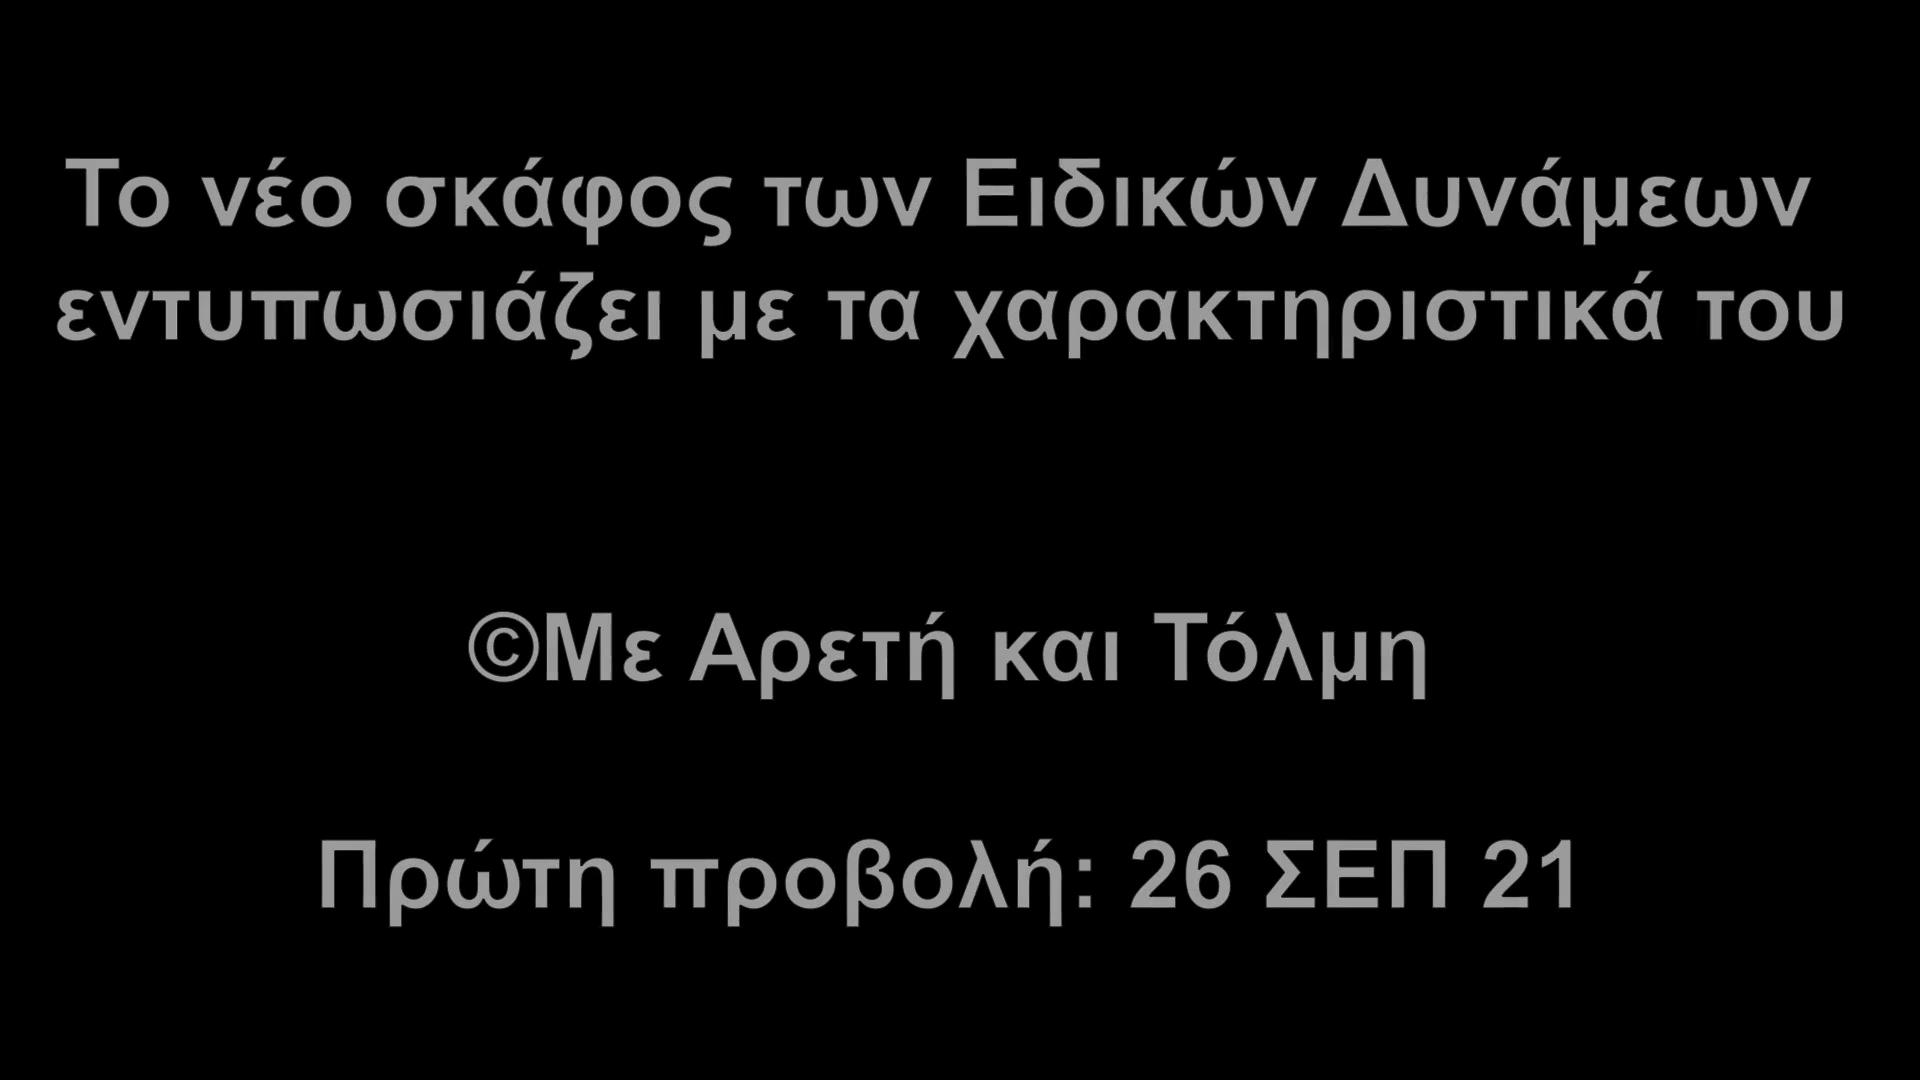 Το νέο σκάφος των Ειδικών Δυνάμεων
εντυπωσιάζει με τα χαρακτηριστικά του
©Με Αρετή και Τόλμη
Πρώτη προβολή: 26 ΣΕΠ 21